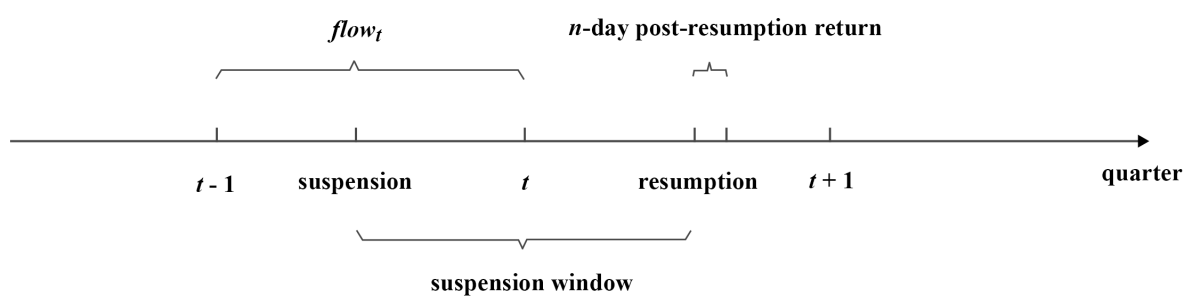 flowₜ
n-day post-resumption return
t - 1
suspension
t
resumption
t + 1
quarter
suspension window